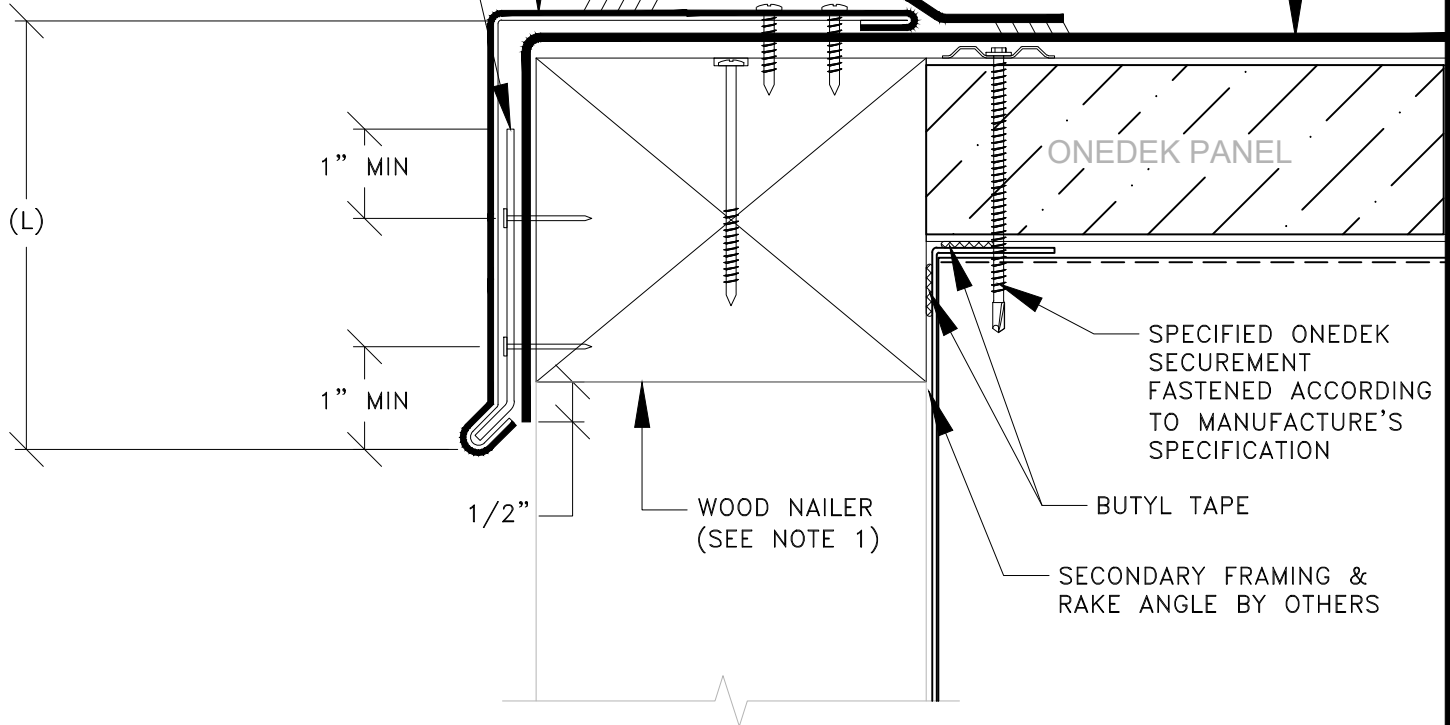 1” MIN
(L)
ONEDEK PANEL
1” MIN
SPECIFIED ONEDEK
SECUREMENT
FASTENED ACCORDING
TO MANUFACTURE’S
SPECIFICATION
1/2”
WOOD NAILER
(SEE NOTE 1)
BUTYL TAPE
SECONDARY FRAMING &
RAKE ANGLE BY OTHERS